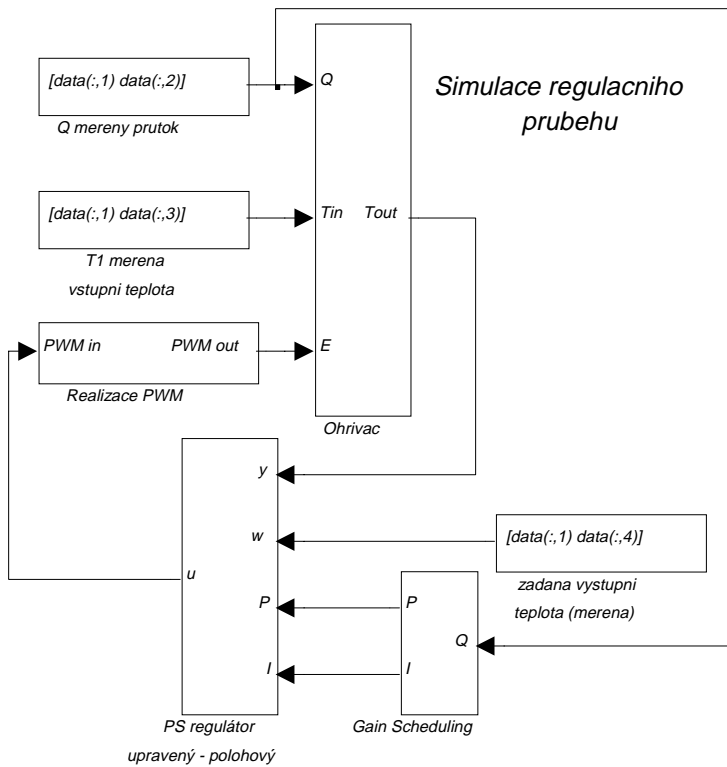 Simulace regulacniho
prubehu
[data(:,1) data(:,2)]
Q mereny prutok
Q
[data(:,1) data(:,3)]
T1 merena
vstupni teplota
Tin
Tout
PWM in
PWM out
Realizace PWM
E
Ohrivac
y
w
u
P
I
PS regulátor
upravený - polohový
[data(:,1) data(:,4)]
zadana vystupni
teplota (merena)
P
Q
I
Gain Scheduling